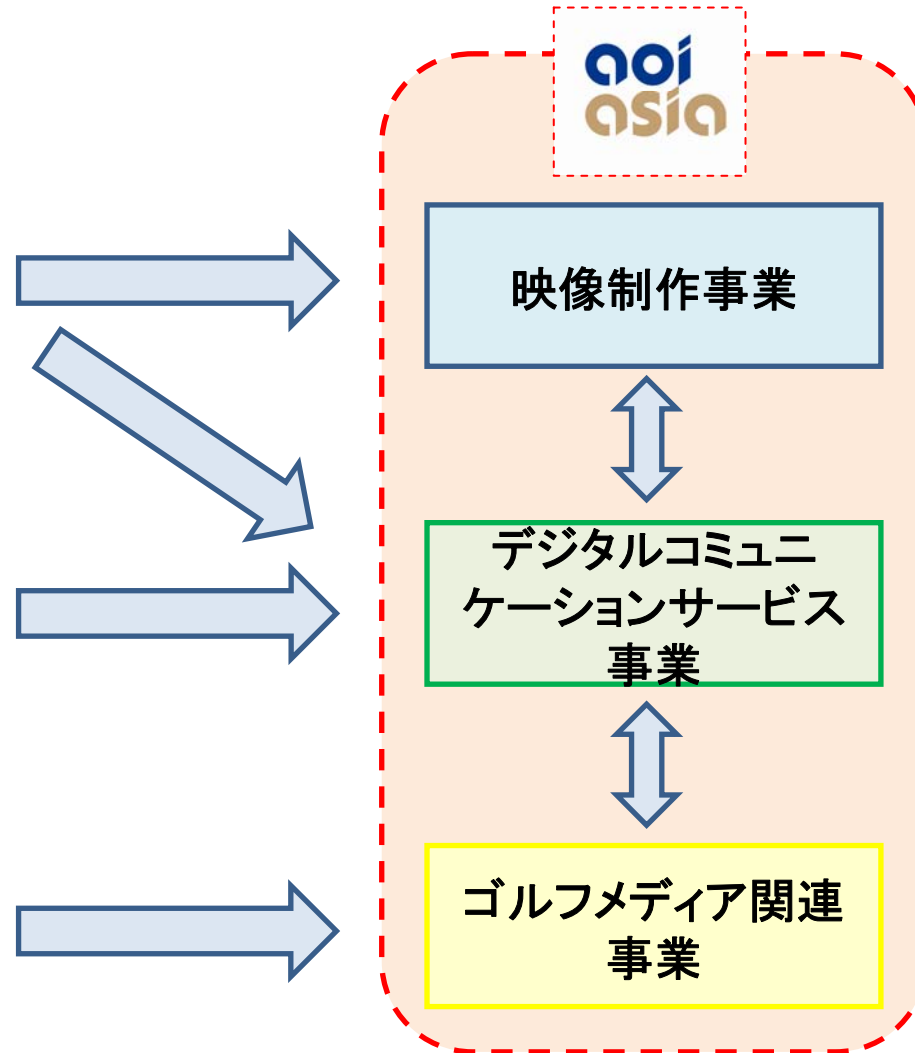 aoi
asia
映像制作事業
デジタルコミュニ
ケーションサービス
事業
ゴルフメディア関連
事業